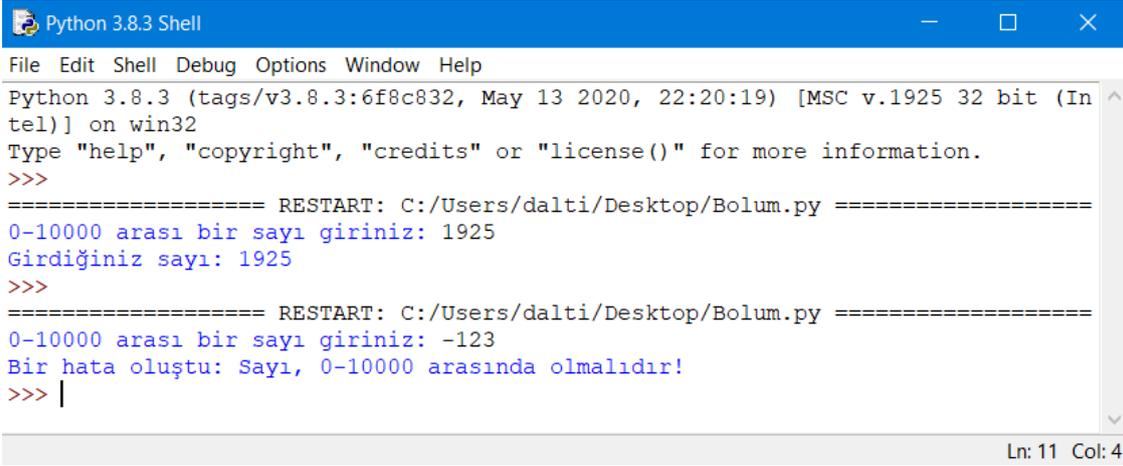 Python 3.8.3 Shell
File Edit Shell Debug Options Window Help
Python 3.8.3 (tags/v3.8.3:6f8c832, May 13 2020, 22:20:19) [MSC v.1925 32 bit (In
tel)] on win32
Type "help", "copyright", "credits" or "license()" for more information.
>>>
=================== RESTART: C:/Users/dalti/Desktop/Bolum.py ===================
0-10000 arası bir sayı giriniz: 1925
Girdiğiniz sayı: 1925
>>>
=================== RESTART: C:/Users/dalti/Desktop/Bolum.py ===================
0-10000 arası bir sayı giriniz: -123
Bir hata oluştu: Sayı, 0-10000 arasında olmalıdır!
>>>
Ln: 11 Col: 4